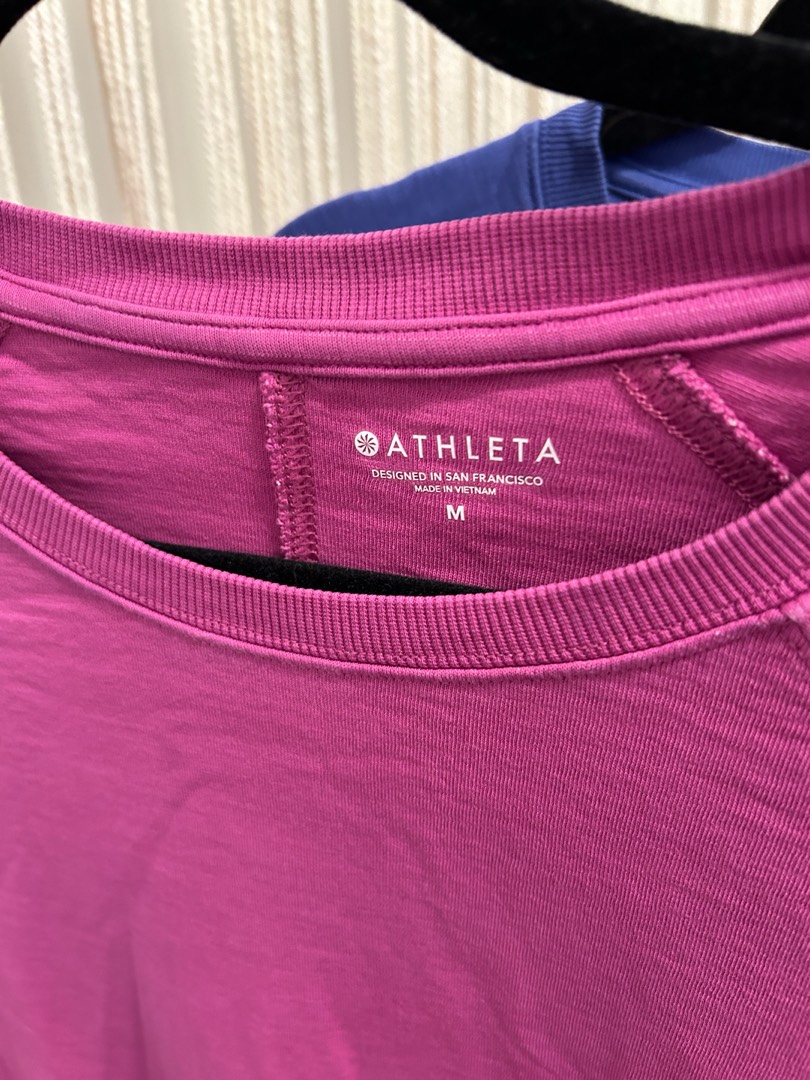 ATHLETA
DESIGNED IN SAN FRANCISCO
MADE IN VIETNAM
M